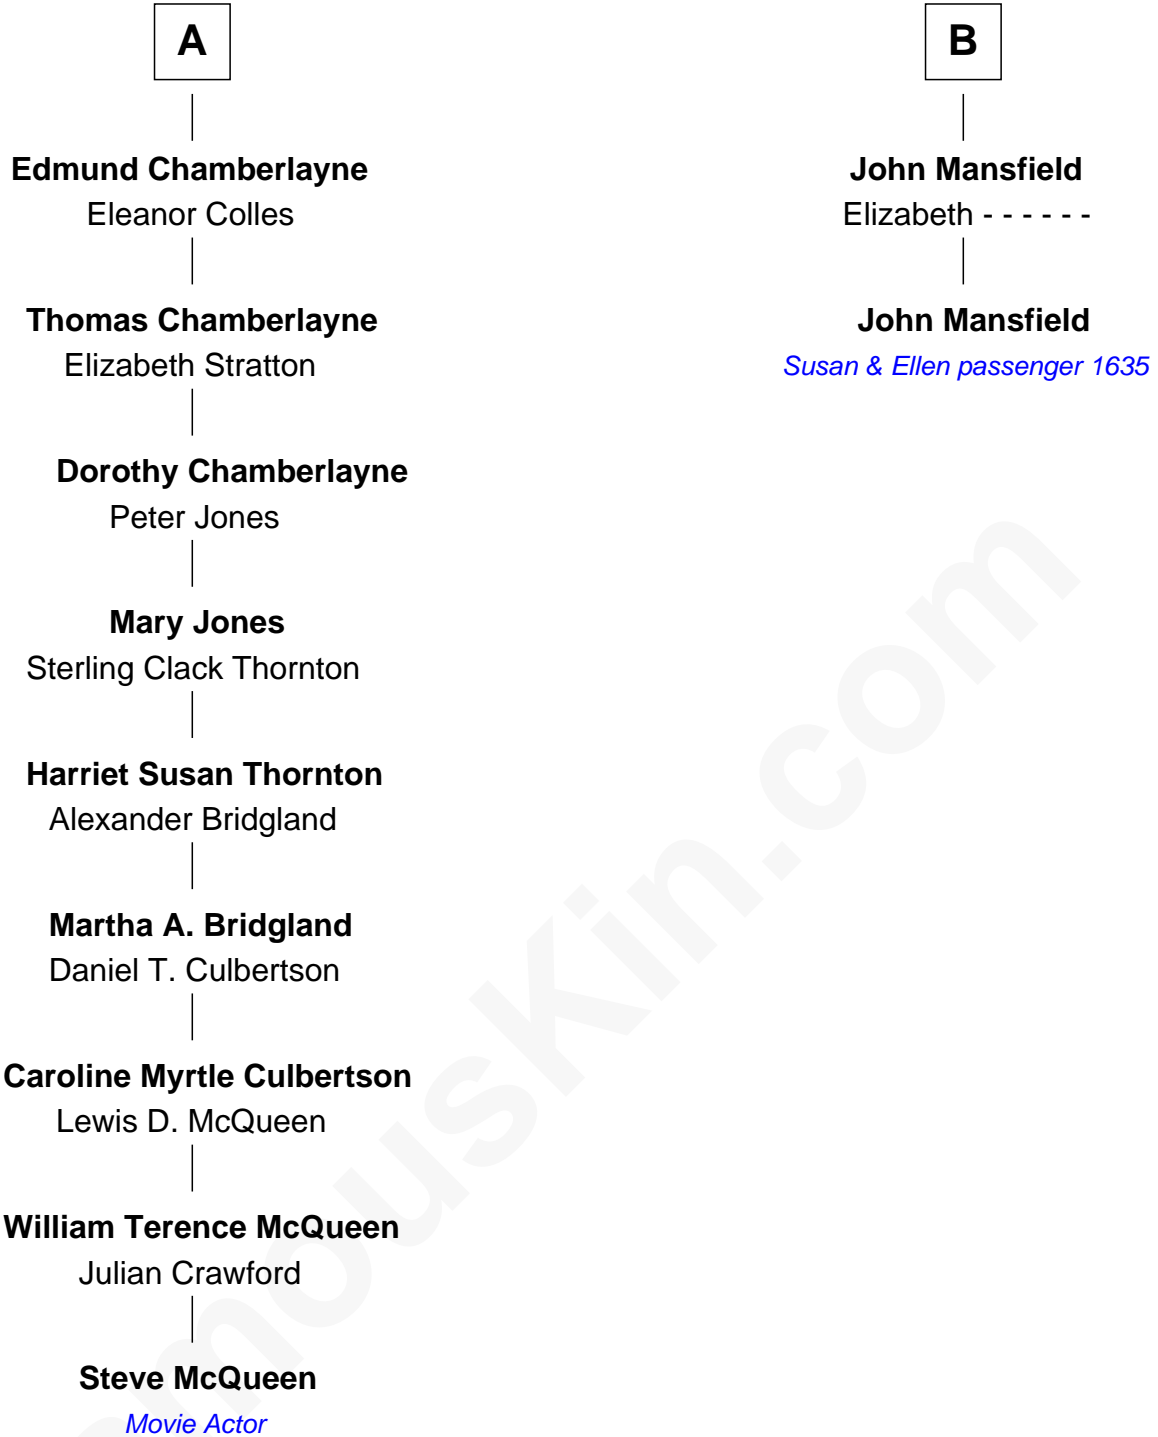 A
Edmund Chamberlayne
Eleanor Colles
Thomas Chamberlayne
Elizabeth Stratton
Dorothy Chamberlayne
Peter Jones
Mary Jones
Sterling Clack Thornton
Harriet Susan Thornton
Alexander Bridgland
Martha A. Bridgland
Daniel T. Culbertson
Caroline Myrtle Culbertson
Lewis D. McQueen
William Terence McQueen
Julian Crawford
Steve McQueen
Movie Actor
B
John Mansfield
Elizabeth - - - - - -
John Mansfield
Susan & Ellen passenger 1635
mouskin.com